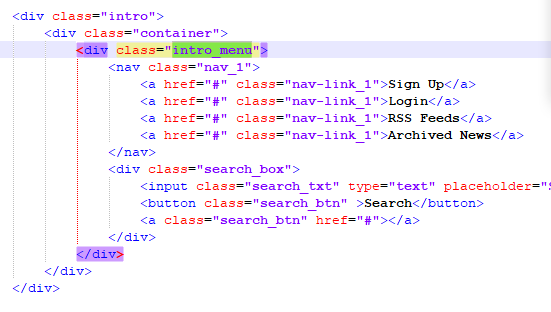 <div class="intro">
<div class="container">
<div class="intro_menu">
<nav class="nav_1">
<a href="#" class="nav-link_1">Sign Up</a>
<a href="#" class="nav-link_1">Login</a>
<a href="#" class="nav-link_1">RSS Feeds</a>
<a href="#" class="nav-link_1">Archived News</a>
</nav>
<div class="search_box">
<input class="search_txt" type="text" placeholder="
<button class="search_btn" >Search</button>
<a class="search_btn" href="#"></a>
</div>
</div>
</div>
</div>